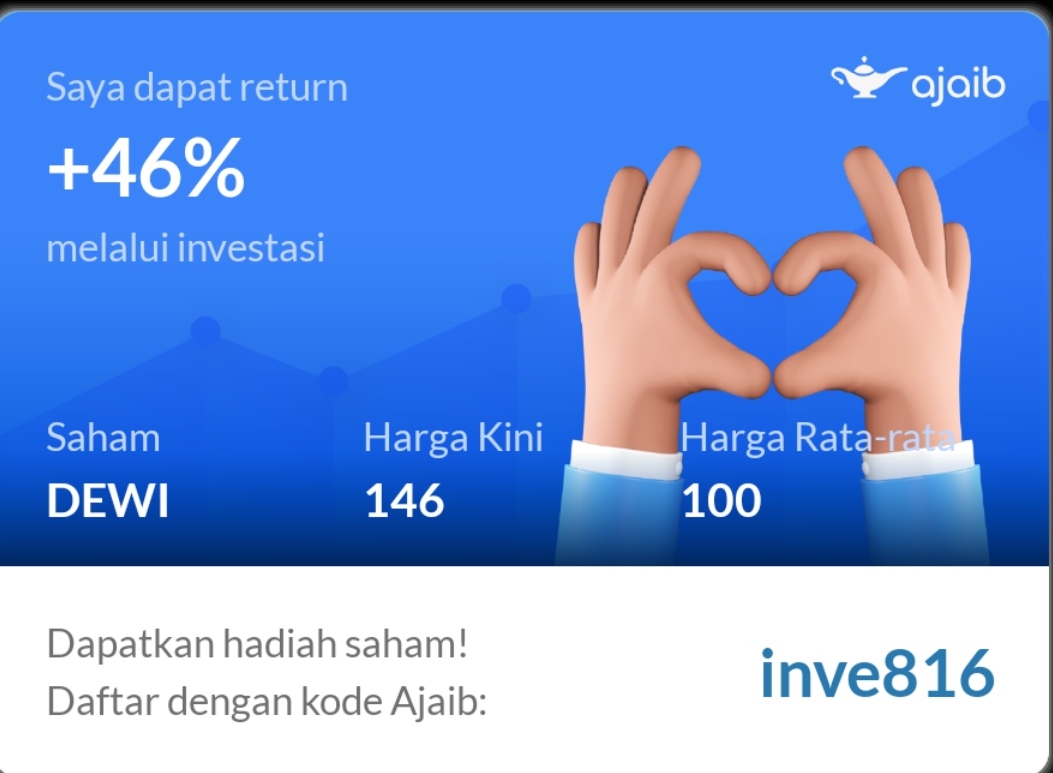 Saya dapat return
ajaib
+46%
melalui investasi
Saham
Harga Kini
Harga Rata-rata
DEWI
146
100
Dapatkan hadiah saham!
Daftar dengan kode Ajaib:
inve816